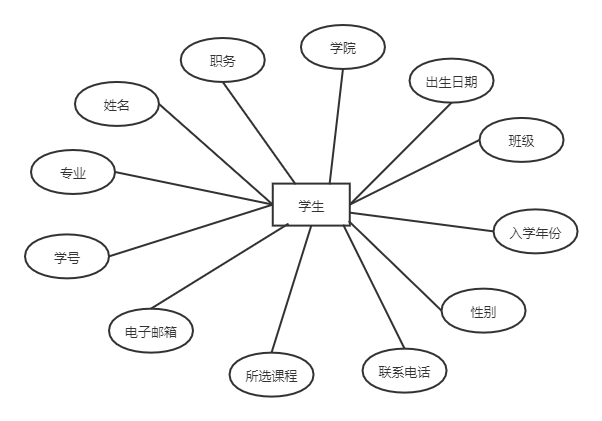 学院
职务
出生日期
姓名
班级
专业
学生
入学年份
学号
性别
电子邮箱
所选课程
联系电话